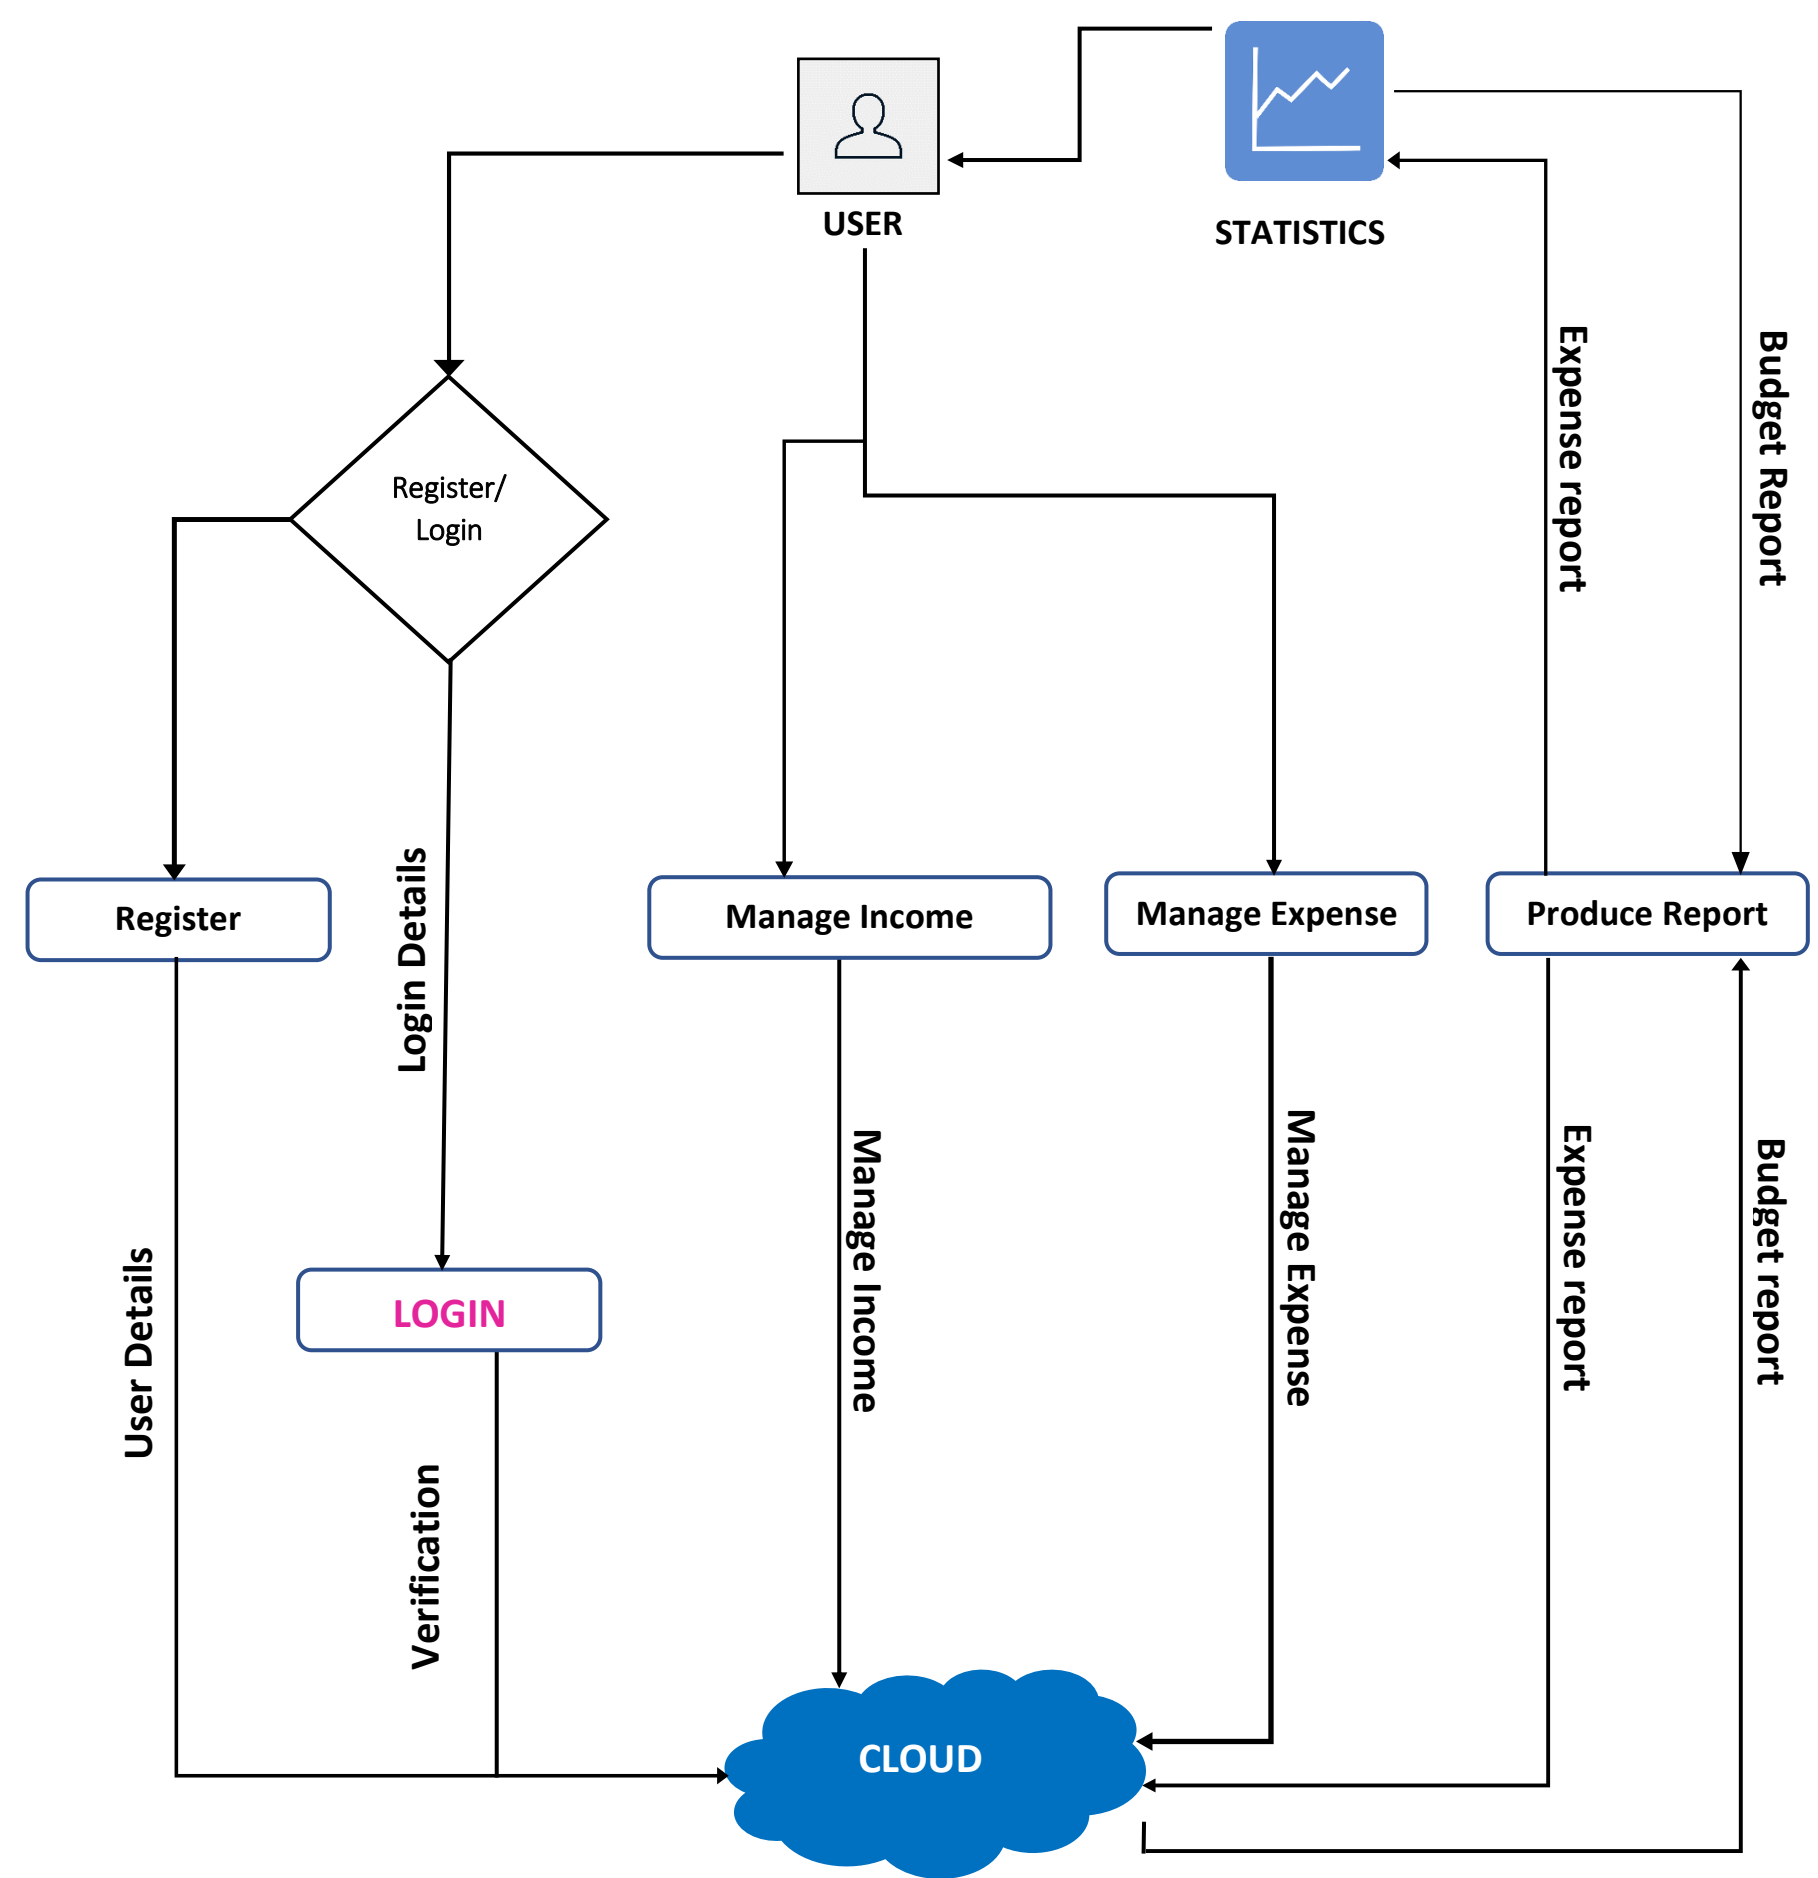 USER
STATISTICS
Expense report
Budget Report
Register/
Login
Register
Login Details
Manage Income
Manage Expense
Produce Report
User Details
LOGIN
Verification
Manage Income
Manage Expense
Expense report
Budget report
CLOUD